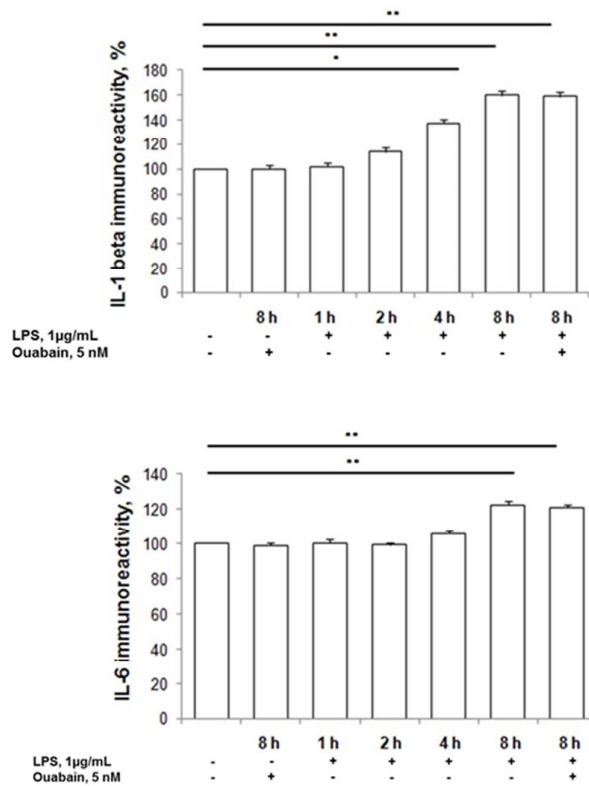 **
**
*
IL-1 beta immunoreactivity, %
180
160
140
120
100
80
60
40
20
0
8 h 1 h 2 h 4 h 8 h 8 h
LPS, 1µg/mL - - + + + + +
Ouabain, 5 nM - + - - - - +
**
**
IL-6 immunoreactivity, %
140
120
100
80
60
40
20
0
8 h 1 h 2 h 4 h 8 h 8 h
LPS, 1µg/mL - - + + + + +
Ouabain, 5 nM - + - - - - +